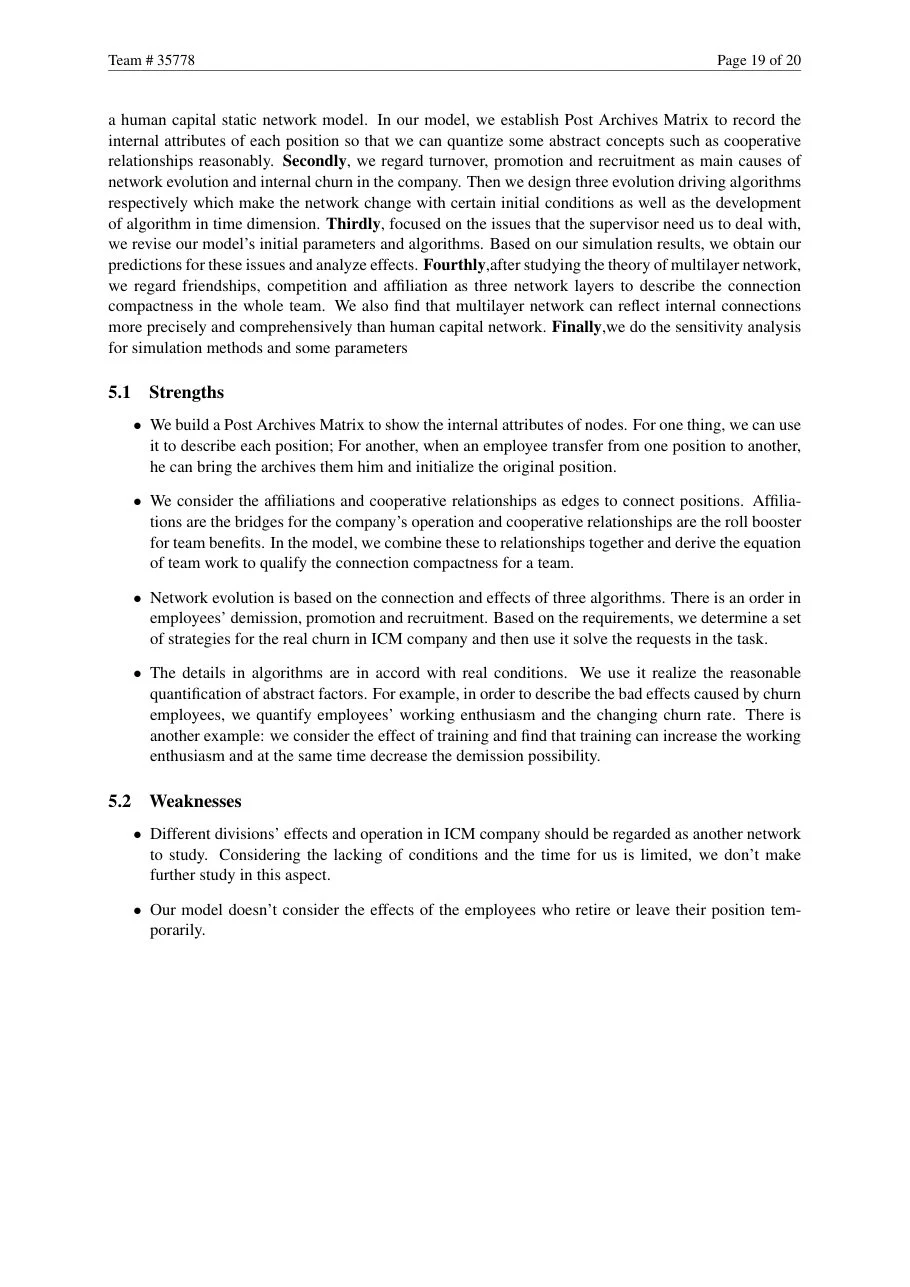 Team # 35778 Page 19 of 20
a human capital static network model. In our model, we establish Post Archives Matrix to record the
internal attributes of each position so that we can quantize some abstract concepts such as cooperative
relationships reasonably. Secondly, we regard turnover, promotion and recruitment as main causes of
network evolution and internal churn in the company. Then we design three evolution driving algorithms
respectively which make the network change with certain initial conditions as well as the development
of algorithm in time dimension. Thirdly, focused on the issues that the supervisor need us to deal with,
we revise our model's initial parameters and algorithms. Based on our simulation results, we obtain our
predictions for these issues and analyze effects. Fourthly,after studying the theory of multilayer network,
we regard friendships, competition and affiliation as three network layers to describe the connection
compactness in the whole team. We also find that multilayer network can reflect internal connections
more precisely and comprehensively than human capital network. Finally,we do the sensitivity analysis
for simulation methods and some parameters
5.1 Strengths
• We build a Post Archives Matrix to show the internal attributes of nodes. For one thing, we can use
it to describe each position; For another, when an employee transfer from one position to another,
he can bring the archives them him and initialize the original position.
• We consider the affiliations and cooperative relationships as edges to connect positions. Affilia-
tions are the bridges for the company's operation and cooperative relationships are the roll booster
for team benefits. In the model, we combine these to relationships together and derive the equation
of team work to qualify the connection compactness for a team.
• Network evolution is based on the connection and effects of three algorithms. There is an order in
employees' demission, promotion and recruitment. Based on the requirements, we determine a set
of strategies for the real churn in ICM company and then use it solve the requests in the task.
• The details in algorithms are in accord with real conditions. We use it realize the reasonable
quantification of abstract factors. For example, in order to describe the bad effects caused by churn
employees, we quantify employees' working enthusiasm and the changing churn rate. There is
another example: we consider the effect of training and find that training can increase the working
enthusiasm and at the same time decrease the demission possibility.
5.2 Weaknesses
• Different divisions' effects and operation in ICM company should be regarded as another network
to study. Considering the lacking of conditions and the time for us is limited, we don't make
further study in this aspect.
• Our model doesn't consider the effects of the employees who retire or leave their position tem-
porarily.